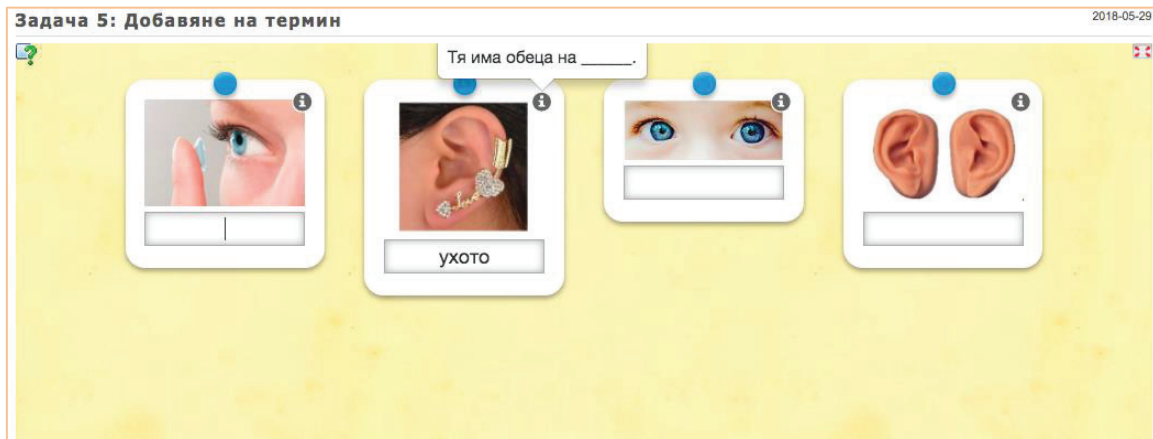 Задача 5: Добавяне на термин
2018-05-29
Тя има обеца на ______.
ухото